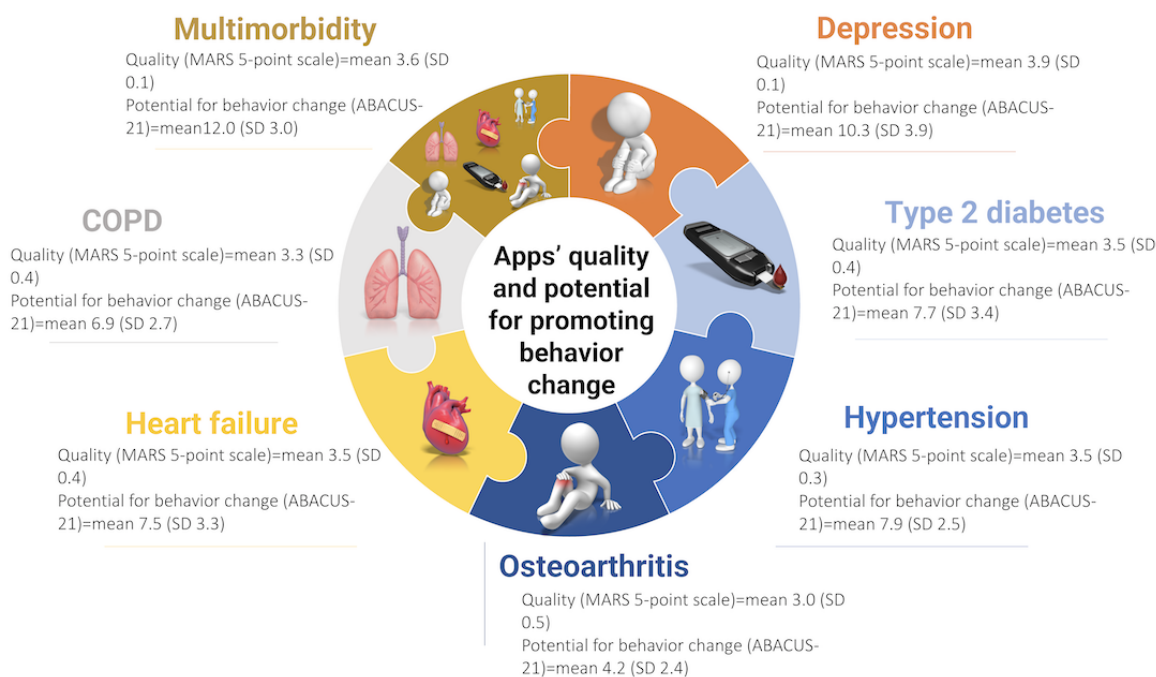 Multimorbidity
Quality (MARS 5-point scale)=mean 3.6 (SD
0.1)
Potential for behavior change (ABACUS-
21)=mean12.0 (SD 3.0)
Depression
Quality (MARS 5-point scale)=mean 3.9 (SD
0.1)
Potential for behavior change (ABACUS-
21)=mean 10.3 (SD 3.9)
COPD
Quality (MARS 5-point scale)=mean 3.3 (SD
0.4)
Potential for behavior change (ABACUS-
21)=mean 6.9 (SD 2.7)
Apps’ quality
and potential
for promoting
behavior
change
Type 2 diabetes
Quality (MARS 5-point scale)=mean 3.5 (SD
0.4)
Potential for behavior change (ABACUS-
21)=mean 7.7 (SD 3.4)
Heart failure
Quality (MARS 5-point scale)=mean 3.5 (SD
0.4)
Potential for behavior change (ABACUS-
21)=mean 7.5 (SD 3.3)
Hypertension
Quality (MARS 5-point scale)=mean 3.5 (SD
0.3)
Potential for behavior change (ABACUS-
21)=mean 7.9 (SD 2.5)
Osteoarthritis
Quality (MARS 5-point scale)=mean 3.0 (SD
0.5)
Potential for behavior change (ABACUS-
21)=mean 4.2 (SD 2.4)